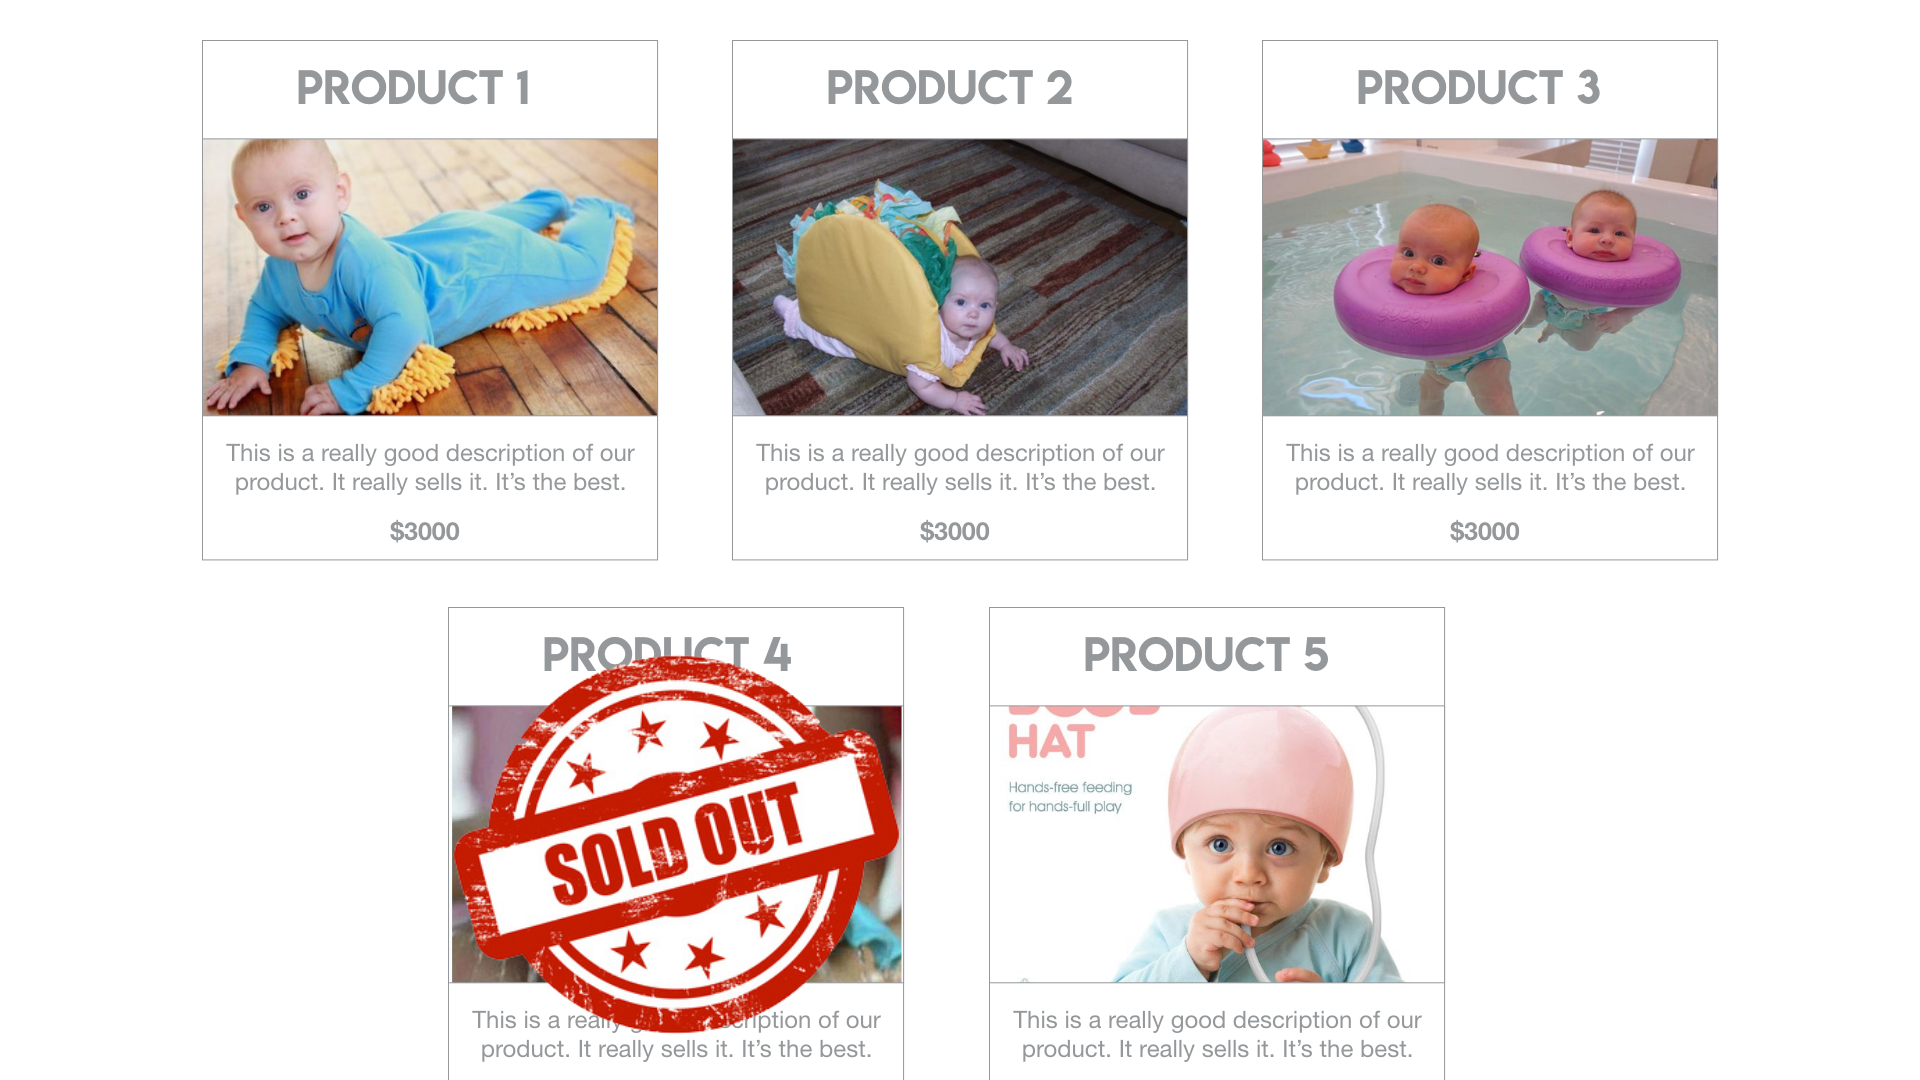 PRODUCT 1
This is a really good description of our
product. It really sells it. It's the best.
$3000
PRODUCT 2
This is a really good description of our
product. It really sells it. It's the best.
$3000
PRODUCT 3
This is a really good description of our
product. It really sells it. It's the best.
$3000
PRODUCT 4
SOLD OUT
This is a really description of our
product. It really sells it. It's the best.
PRODUCT 5
HAT
Hands-free feeding
for hands-full play
This is a really good description of our
product. It really sells it. It's the best.